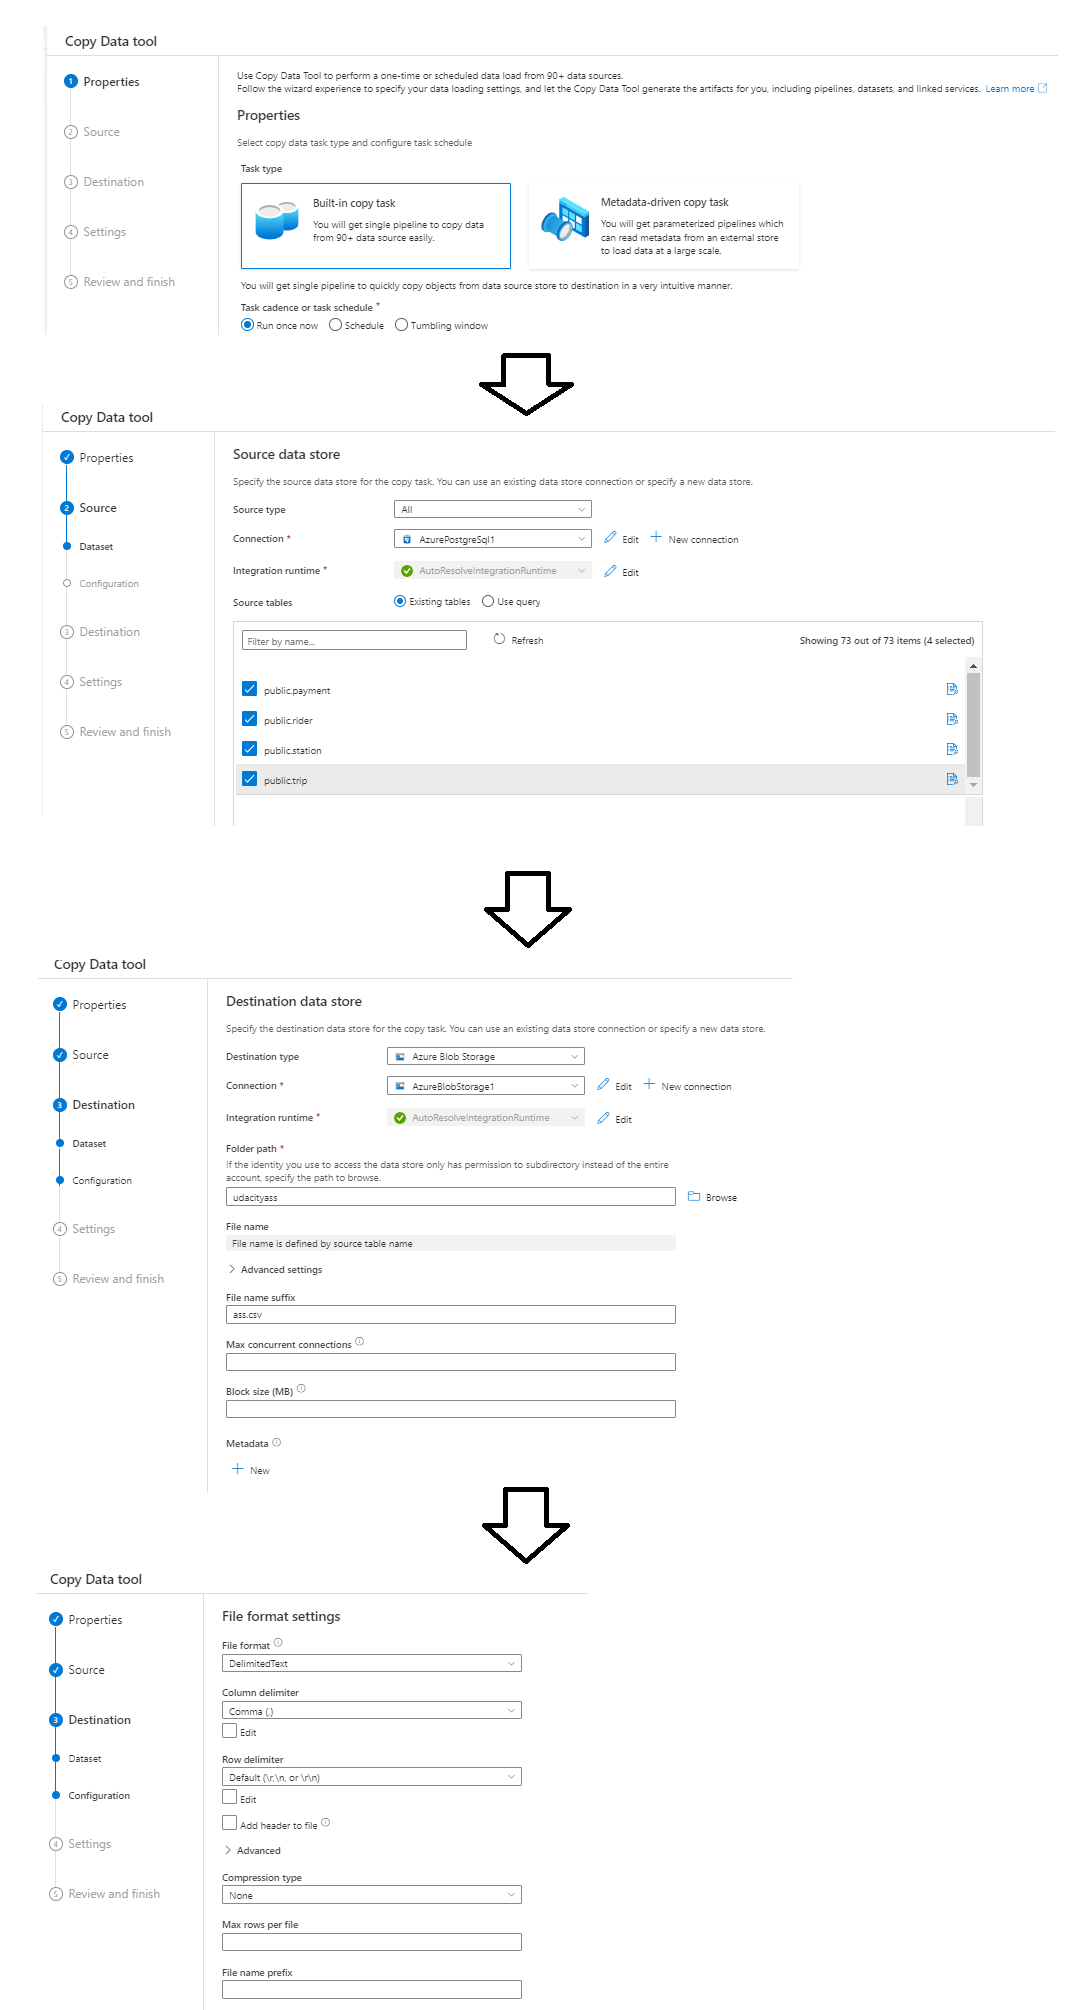 Copy Data tool
1 Properties
2 Source
3 Destination
4 Settings
5 Review and finish
Use Copy Data Tool to perform a one-time or scheduled data load from 90+ data sources.
Follow the wizard experience to specify your data loading settings, and let the Copy Data Tool generate the artifacts for you, including pipelines, datasets, and linked services. Learn more
Properties
Select copy data task type and configure task schedule
Task type
Built-in copy task
You will get single pipeline to copy data
from 90+ data source easily.
Metadata-driven copy task
You will get parameterized pipelines which
can read metadata from an external store
to load data at a large scale.
You will get single pipeline to quickly copy objects from data source store to destination in a very intuitive manner.
Task cadence or task schedule *
Run once now Schedule Tumbling window
Copy Data tool
Properties
2 Source
Dataset
Configuration
3 Destination
4 Settings
5 Review and finish
Source data store
Specify the source data store for the copy task. You can use an existing data store connection or specify a new data store.
Source type All
Connection * AzurePostgreSql1 Edit New connection
Integration runtime * AutoResolveIntegrationRuntime Edit
Source tables Existing tables Use query
Filter by name... Refresh Showing 73 out of 73 items (4 selected)
public.payment
public.rider
public.station
public.trip
Copy Data tool
Properties
Source
3 Destination
Dataset
Configuration
4 Settings
5 Review and finish
Destination data store
Specify the destination data store for the copy task. You can use an existing data store connection or specify a new data store.
Destination type Azure Blob Storage
Connection * AzureBlobStorage1 Edit New connection
Integration runtime * AutoResolveIntegrationRuntime Edit
Folder path *
If the identity you use to access the data store only has permission to subdirectory instead of the entire
account, specify the path to browse.
udacityass Browse
File name
File name is defined by source table name
Advanced settings
File name suffix
ass.csv
Max concurrent connections
Block size (MB)
Metadata
New
Copy Data tool
Properties
Source
3 Destination
Dataset
Configuration
4 Settings
5 Review and finish
File format settings
File format
DelimitedText
Column delimiter
Comma (,)
Edit
Row delimiter
Default (\r,\n, or \r\n)
Edit
Add header to file
Advanced
Compression type
None
Max rows per file
File name prefix